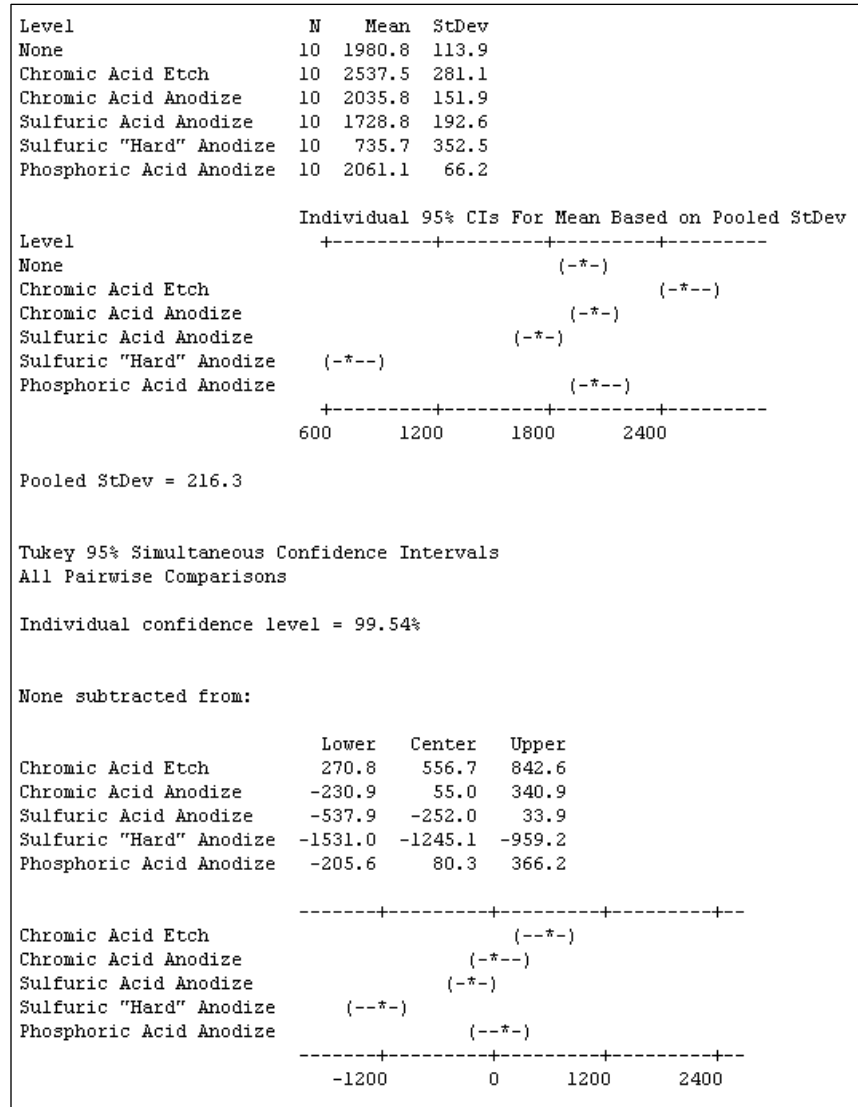 Level N Mean StDev
None 10 1980.8 113.9
Chromic Acid Etch 10 2537.5 281.1
Chromic Acid Anodize 10 2035.8 151.9
Sulfuric Acid Anodize 10 1728.8 192.6
Sulfuric "Hard" Anodize 10 735.7 352.5
Phosphoric Acid Anodize 10 2061.1 66.2
Individual 95% CIs For Mean Based on Pooled StDev
Level +---------+---------+---------+---------
None (-*-)
Chromic Acid Etch (-*--)
Chromic Acid Anodize (-*-)
Sulfuric Acid Anodize (-*-)
Sulfuric "Hard" Anodize (-*--)
Phosphoric Acid Anodize (-*--)
+---------+---------+---------+---------
600 1200 1800 2400
Pooled StDev = 216.3
Tukey 95% Simultaneous Confidence Intervals
All Pairwise Comparisons
Individual confidence level = 99.54%
None subtracted from:
Lower Center Upper
Chromic Acid Etch 270.8 556.7 842.6
Chromic Acid Anodize -230.9 55.0 340.9
Sulfuric Acid Anodize -537.9 -252.0 33.9
Sulfuric "Hard" Anodize -1531.0 -1245.1 -959.2
Phosphoric Acid Anodize -205.6 80.3 366.2
-------+---------+---------+---------+--
Chromic Acid Etch (--*-)
Chromic Acid Anodize (-*--)
Sulfuric Acid Anodize (-*-)
Sulfuric "Hard" Anodize (--*-)
Phosphoric Acid Anodize (--*-)
-------+---------+---------+---------+--
-1200 0 1200 2400